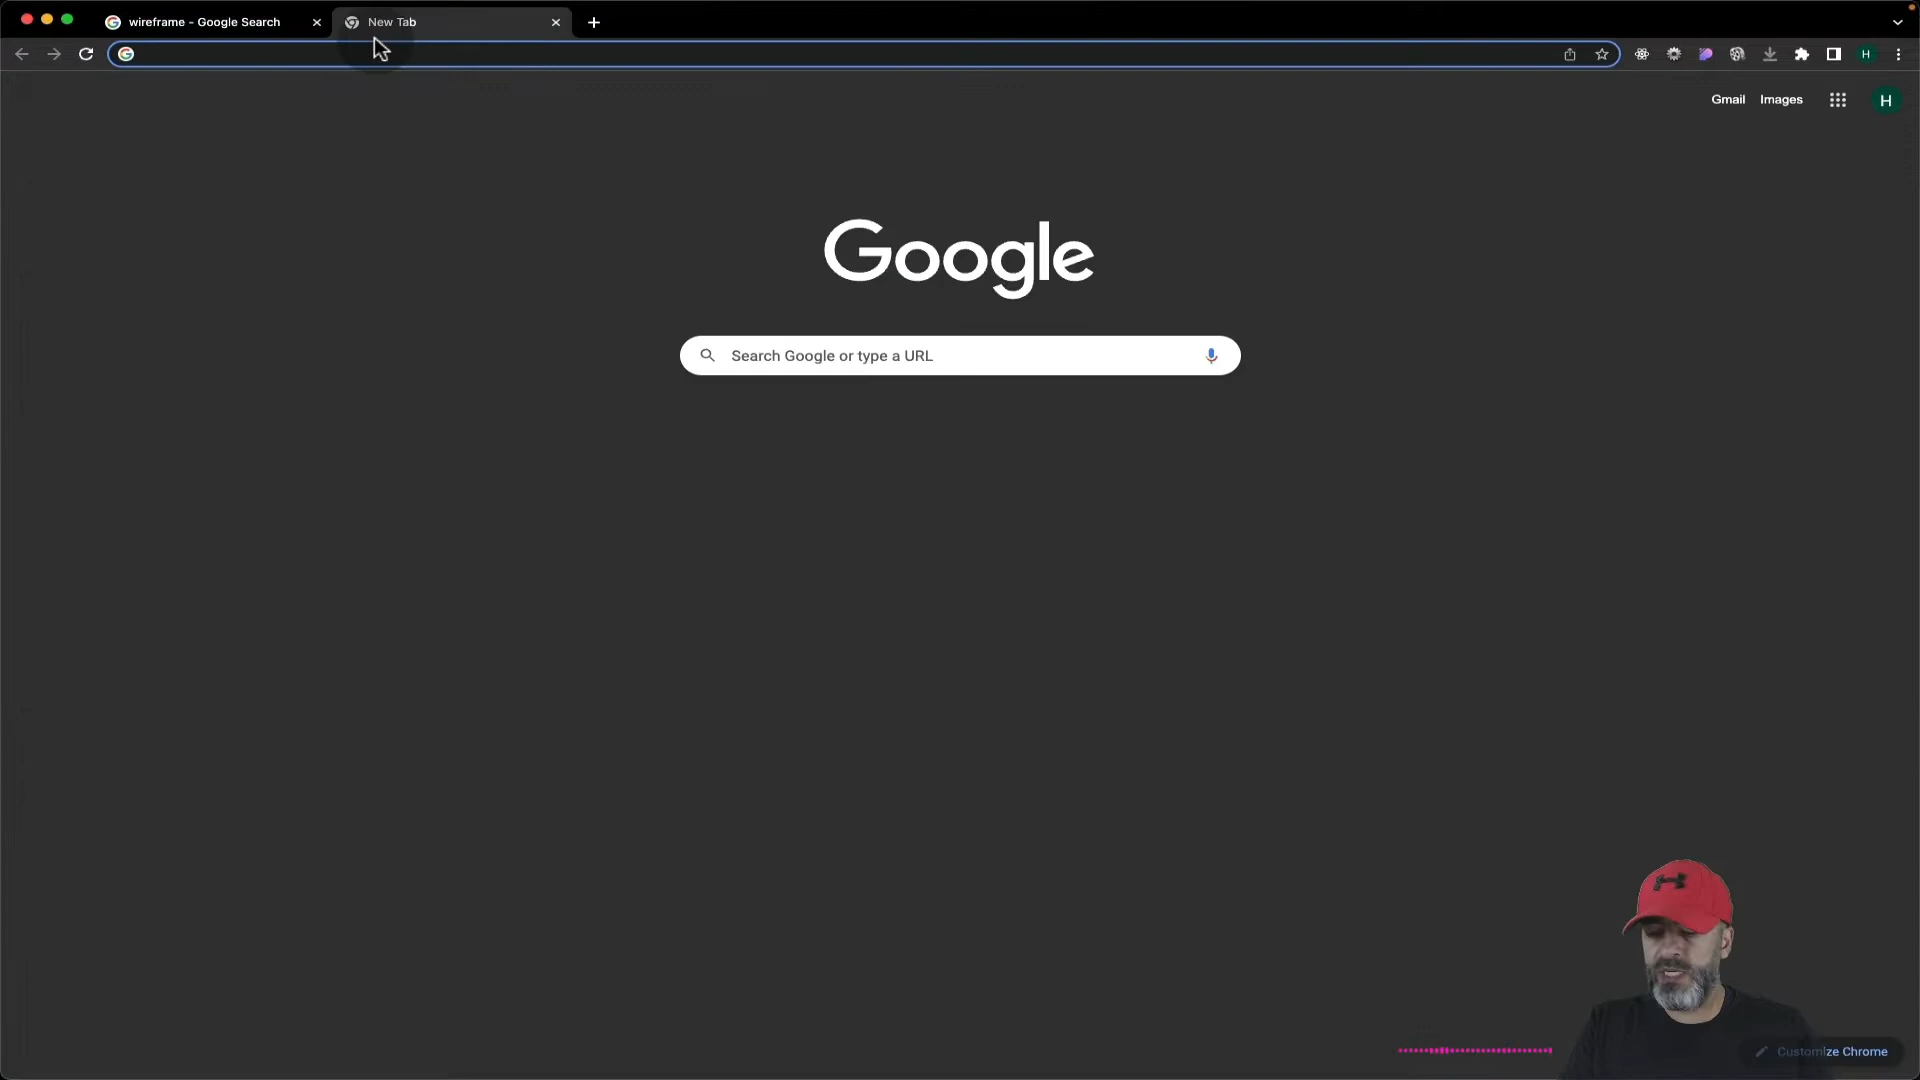 wireframe - Google Search
New Tab
H
Gmail
Images
H
Google
Search Google or type a URL
Customize Chrome